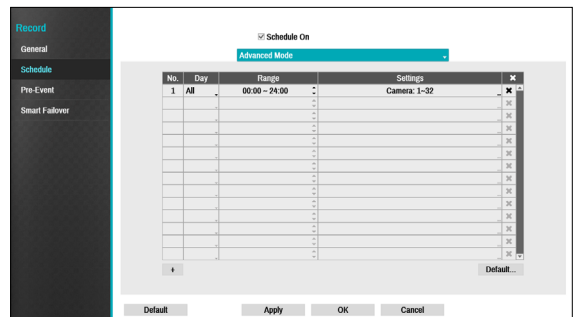 Record
General
Schedule
Pre-Event
Smart Failover
Schedule On
Advanced Mode
No. Day Range Settings
1 All 00:00 ~ 24:00 Camera: 1~32 ...
+ Default...
Default Apply OK Cancel